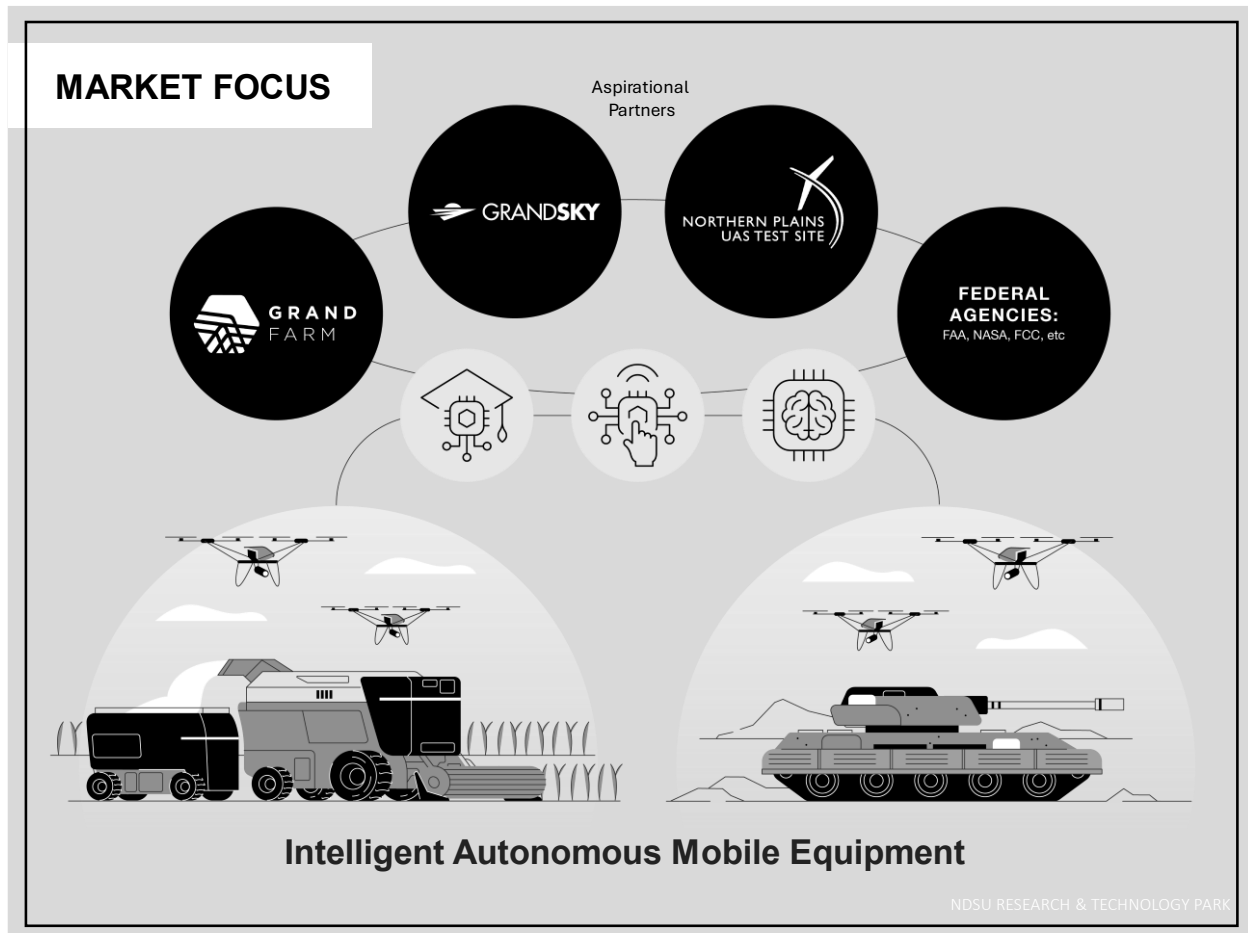 MARKET FOCUS
Aspirational
Partners
GRANDSKY
NORTHERN PLAINS
UAS TEST SITE
GRAND
FARM
FEDERAL
AGENCIES:
FAA, NASA, FCC, etc
Intelligent Autonomous Mobile Equipment
NDSU RESEARCH & TECHNOLOGY PARK